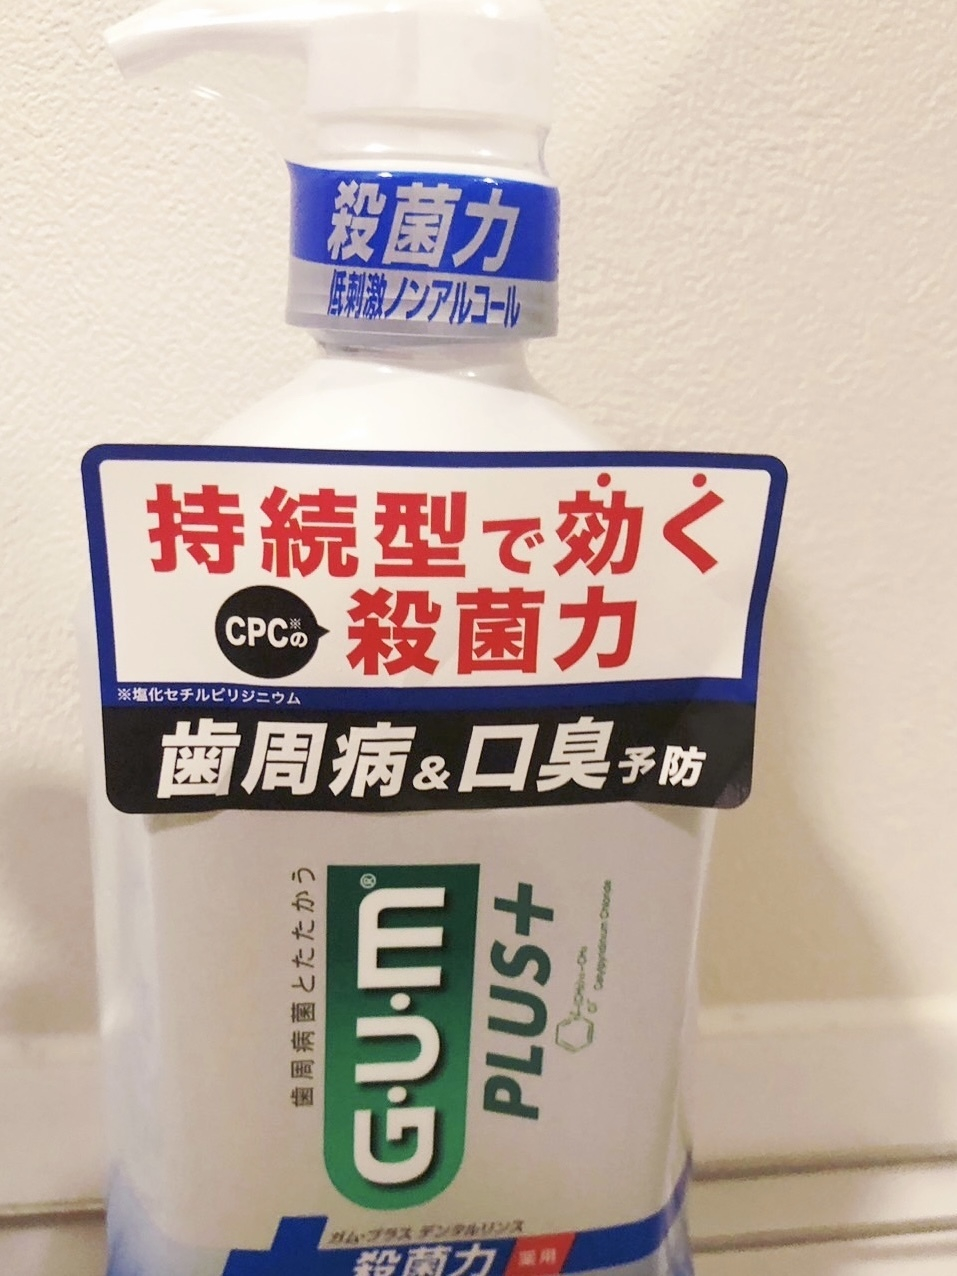 殺菌力
低刺激ノンアルコール
持続型で効く
CPC※の
殺菌力
※塩化セチルピリジニウム
歯周病&口臭予防
歯周病菌とたたかう
G・U・M®
PLUS+
Cetylpyridinium Chloride
ガム・プラス デンタルリンス
殺菌力 薬用